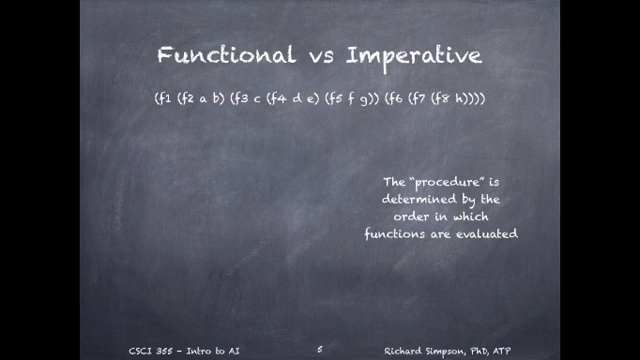 Functional vs Imperative
(f1 (f2 a b) (f3 c (f4 d e) (f5 f g)) (f6 (f7 (f8 h))))
The “procedure” is
determined by the
order in which
functions are evaluated
CSCI 355 - Intro to AI
5
Richard Simpson, PhD, ATP